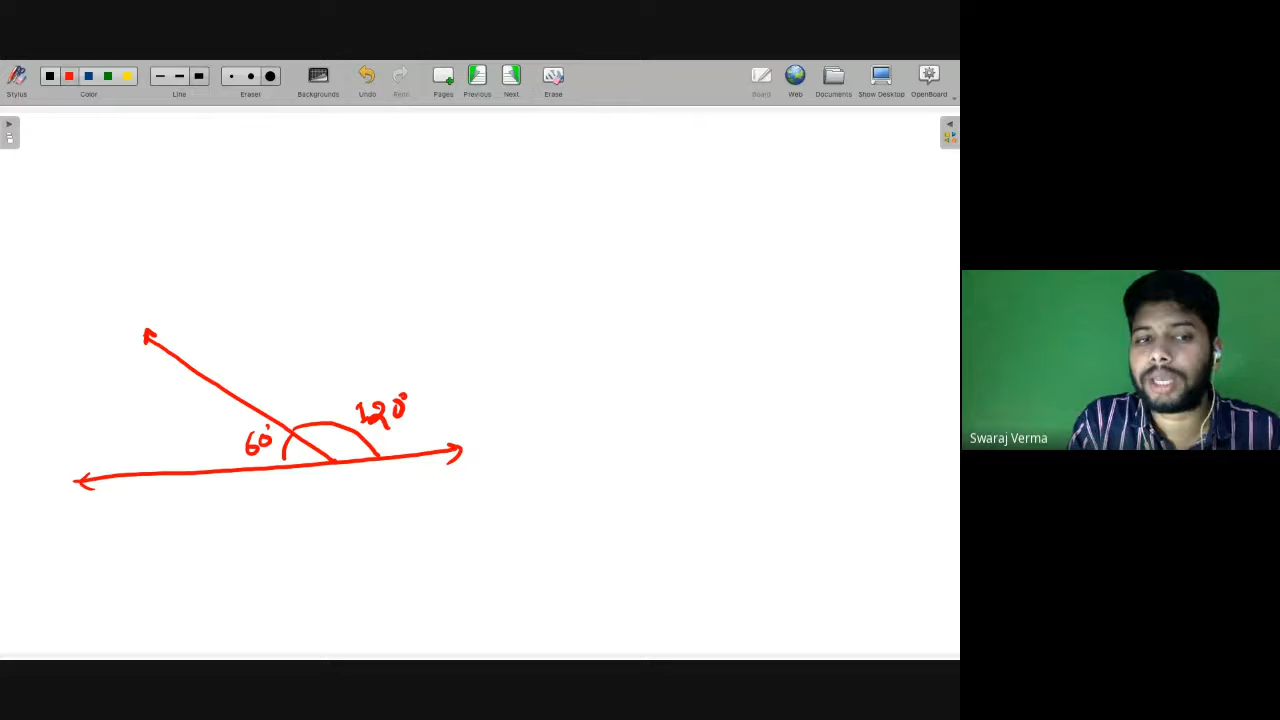 Stylus
Color
Line
Eraser
Backgrounds
Undo
Redo
Pages
Previous
Next
Erase
Board
Web
Documents
Show Desktop
OpenBoard
120°
60°
Swaraj Verma